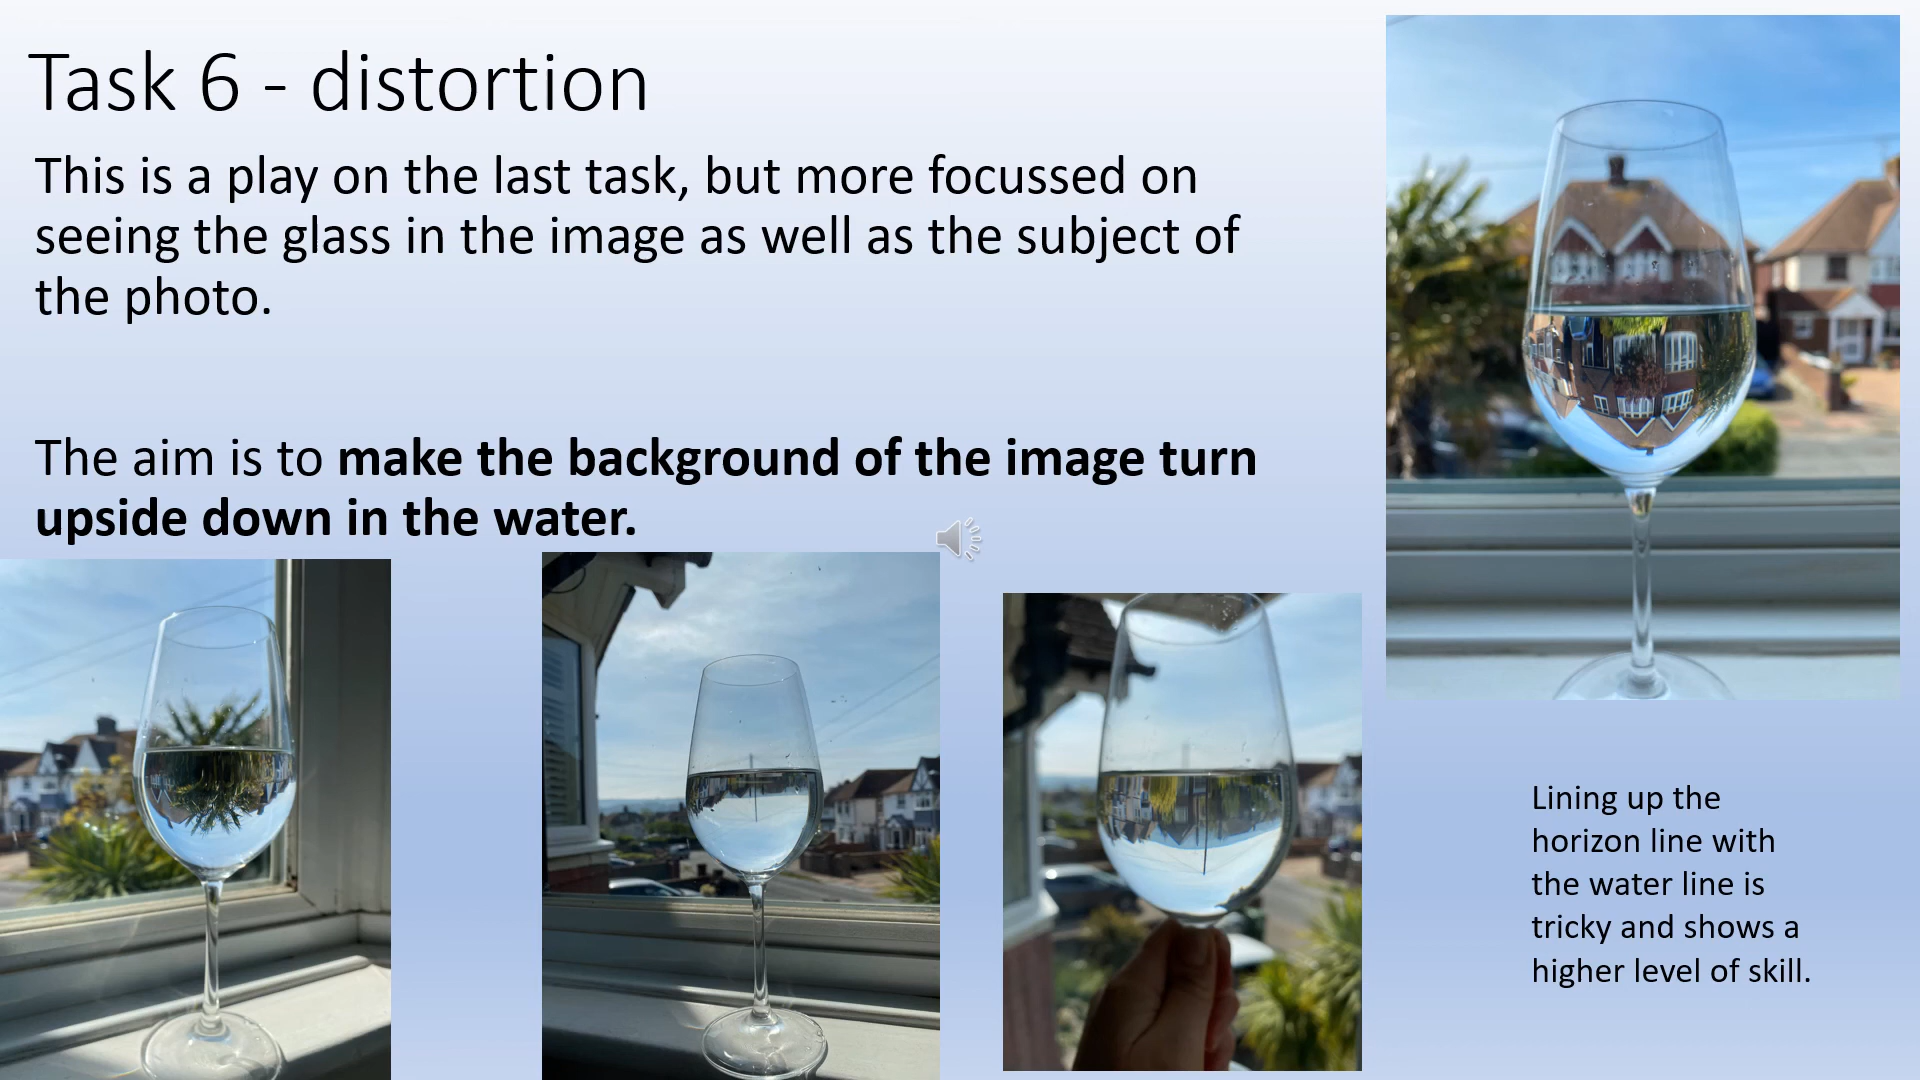 Task 6 - distortion
This is a play on the last task, but more focussed on
seeing the glass in the image as well as the subject of
the photo.
The aim is to make the background of the image turn
upside down in the water.
Lining up the
horizon line with
the water line is
tricky and shows a
higher level of skill.